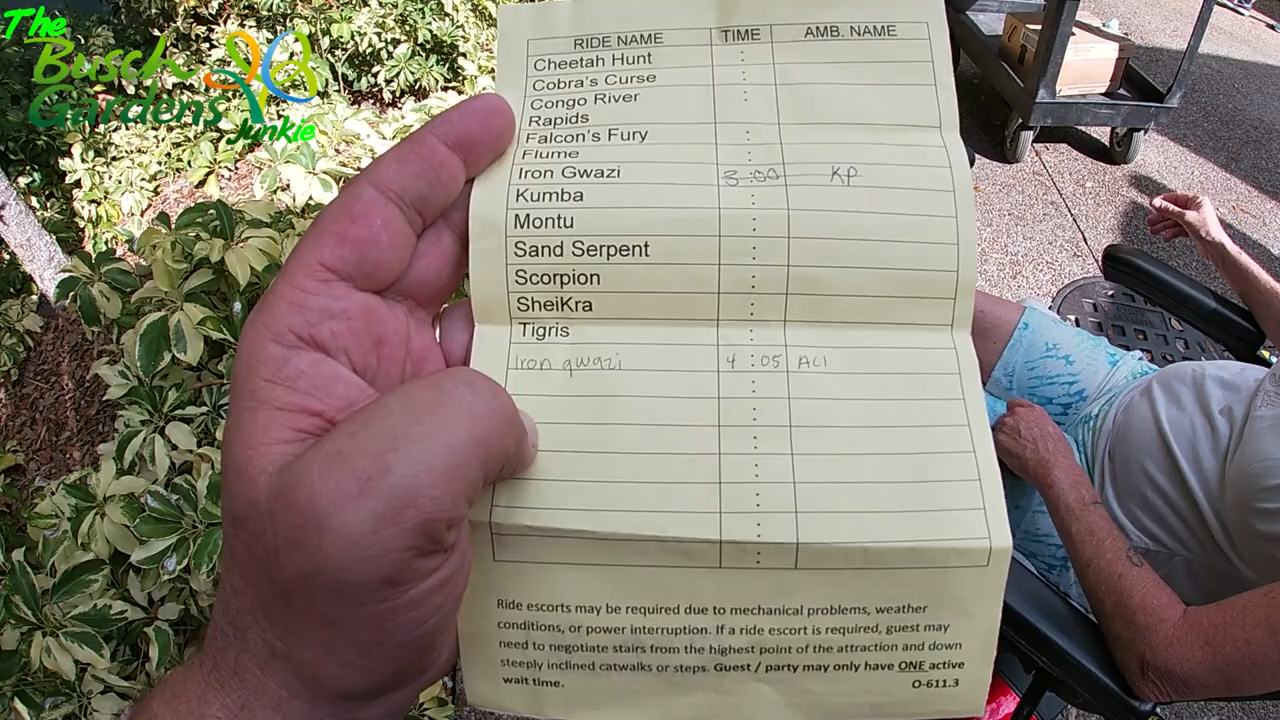 The
Busch
Gardens
Junkie
RIDE NAME TIME AMB. NAME
Cheetah Hunt :
Cobra's Curse :
Congo River :
Rapids
Falcon's Fury :
Flume :
Iron Gwazi 3:00 KP
Kumba :
Montu :
Sand Serpent :
Scorpion :
SheiKra :
Tigris :
Iron gwazi 4:05 ACI
:
:
:
:
:
:
:
Ride escorts may be required due to mechanical problems, weather
conditions, or power interruption. If a ride escort is required, guest may
need to negotiate stairs from the highest point of the attraction and down
steeply inclined catwalks or steps. Guest / party may only have ONE active
wait time. O-611.3